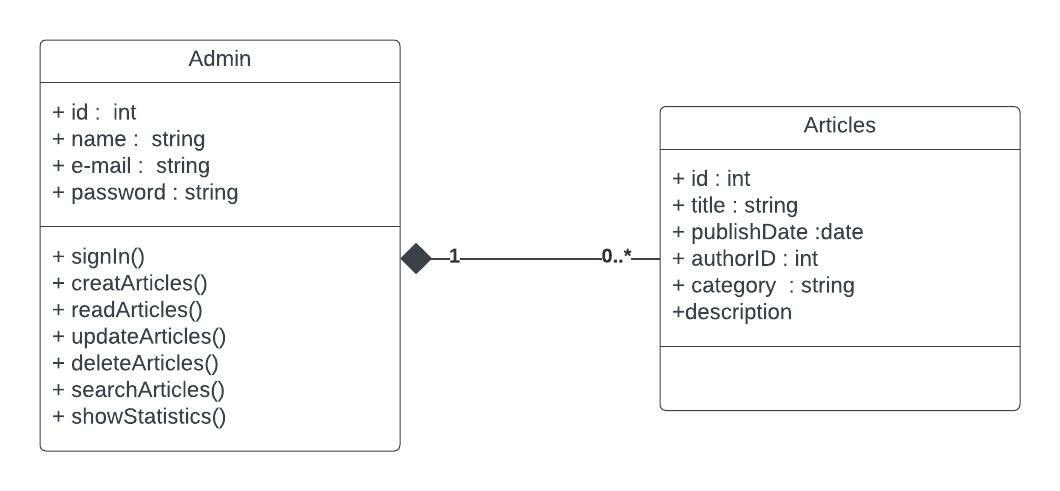 Admin
+ id :  int
+ name :  string
+ e-mail :  string
+ password : string
+ signIn()
+ creatArticles()
+ readArticles()
+ updateArticles()
+ deleteArticles()
+ searchArticles()
+ showStatistics()
1
0..*
Articles
+ id : int
+ title : string
+ publishDate :date
+ authorID : int
+ category  : string
+description